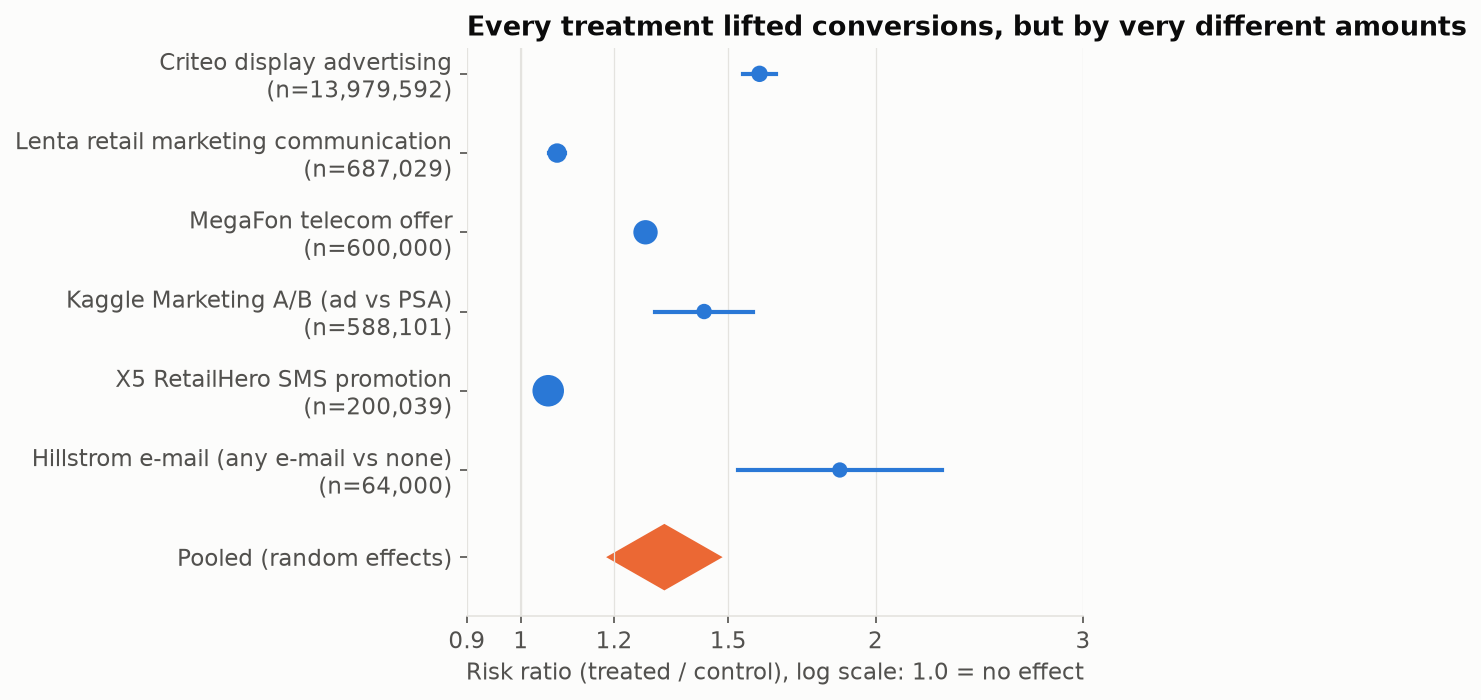 Every treatment lifted conversions, but by very different amounts
Criteo display advertising
(n=13,979,592)
Lenta retail marketing communication
(n=687,029)
MegaFon telecom offer
(n=600,000)
Kaggle Marketing A/B (ad vs PSA)
(n=588,101)
X5 RetailHero SMS promotion
(n=200,039)
Hillstrom e-mail (any e-mail vs none)
(n=64,000)
Pooled (random effects)
0.9 1 1.2 1.5 2 3
Risk ratio (treated / control), log scale: 1.0 = no effect